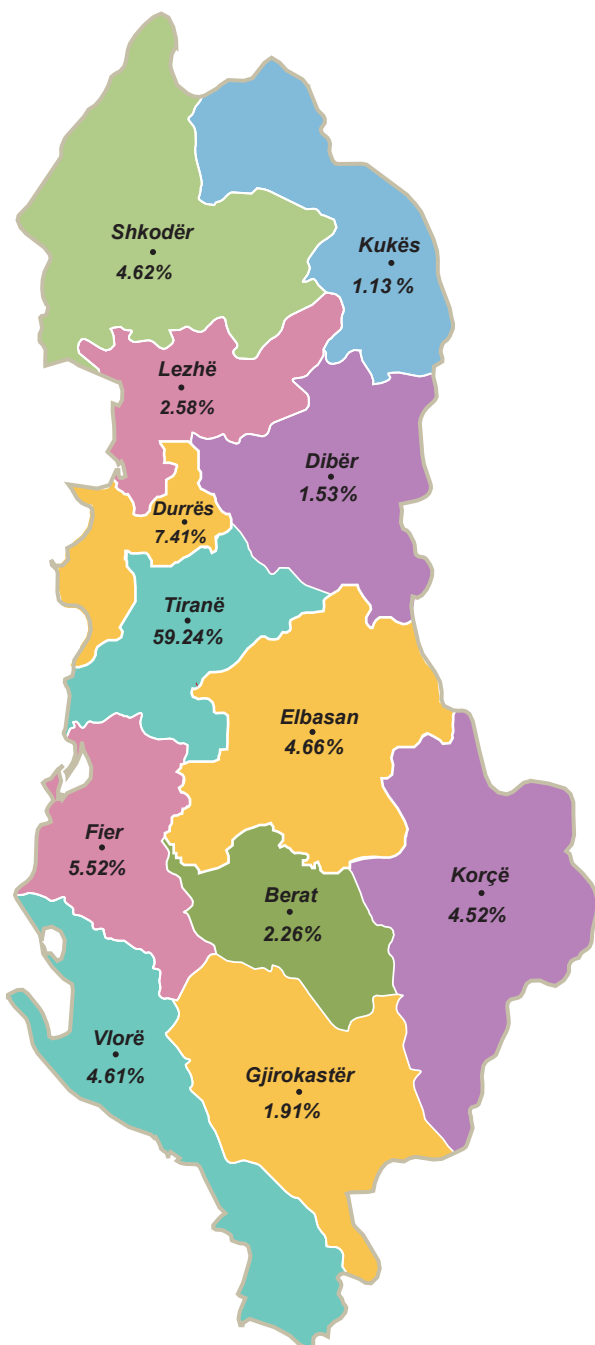 Shkodër
4.62%
Kukës
1.13 %
Lezhë
2.58%
Dibër
1.53%
Durrës
7.41%
Tiranë
59.24%
Elbasan
4.66%
Fier
5.52%
Korçë
4.52%
Berat
2.26%
Vlorë
4.61%
Gjirokastër
1.91%